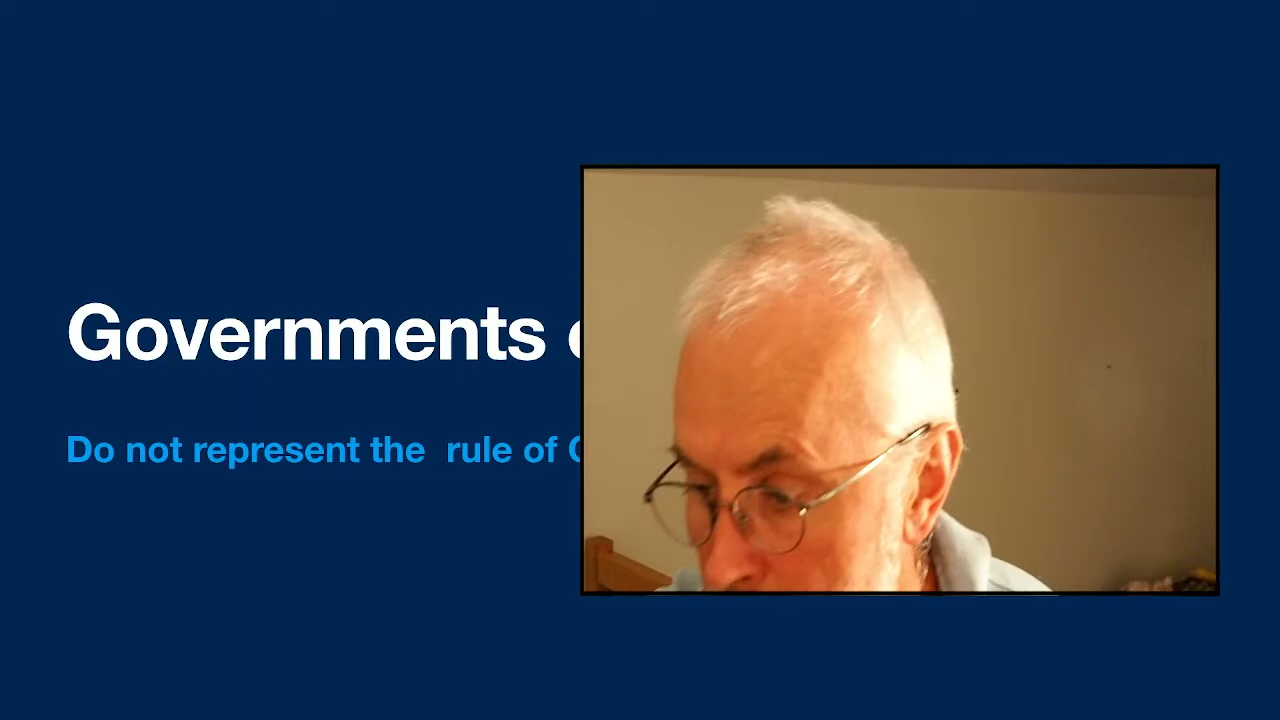 Governments
Do not represent the rule of